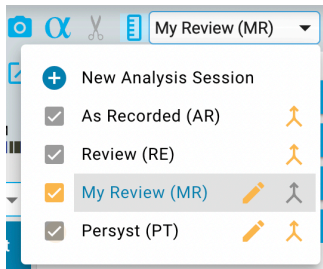 α
My Review (MR)
New Analysis Session
As Recorded (AR)
Review (RE)
My Review (MR)
Persyst (PT)